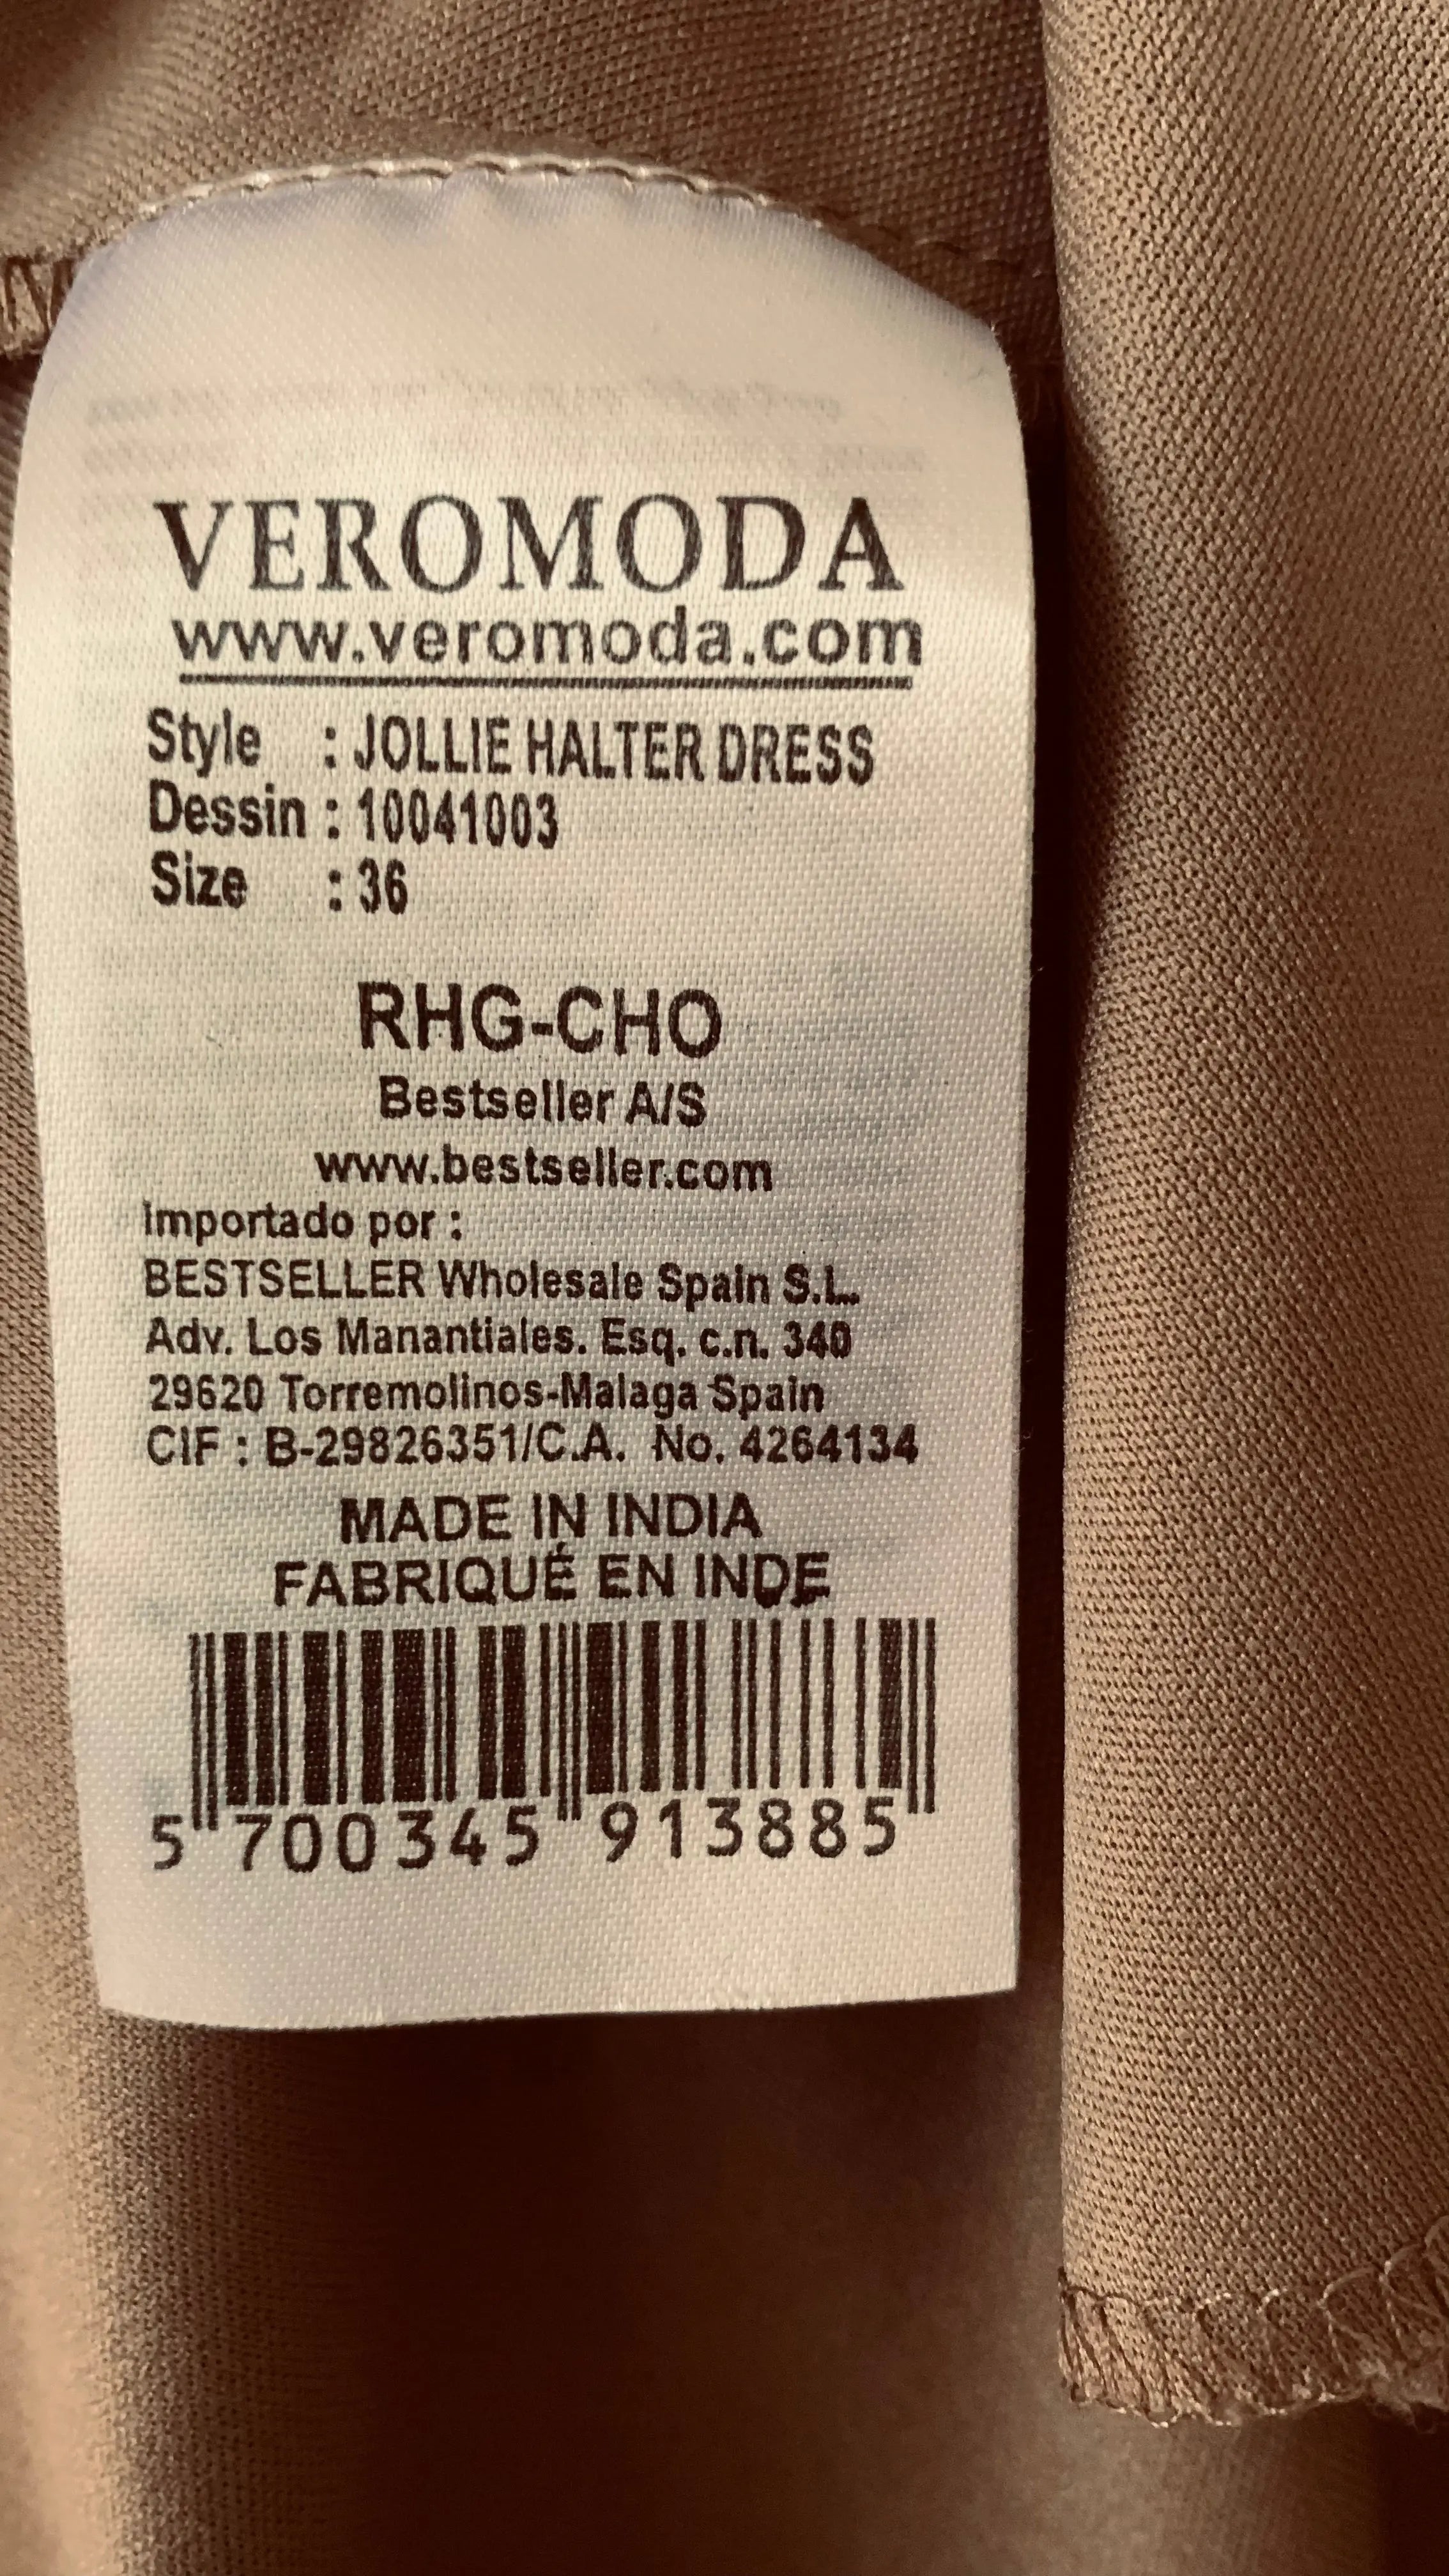 VEROMODA
www.veromoda.com
Style : JOLLIE HALTER DRESS
Dessin : 10041003
Size : 36
RHG-CHO
Bestseller A/S
www.bestseller.com
Importado por :
BESTSELLER Wholesale Spain S.L.
Adv. Los Manantiales. Esq. c.n. 340
29620 Torremolinos-Malaga Spain
CIF : B-29826351/C.A. No. 4264134
MADE IN INDIA
FABRIQUÉ EN INDE
5 700345 913885